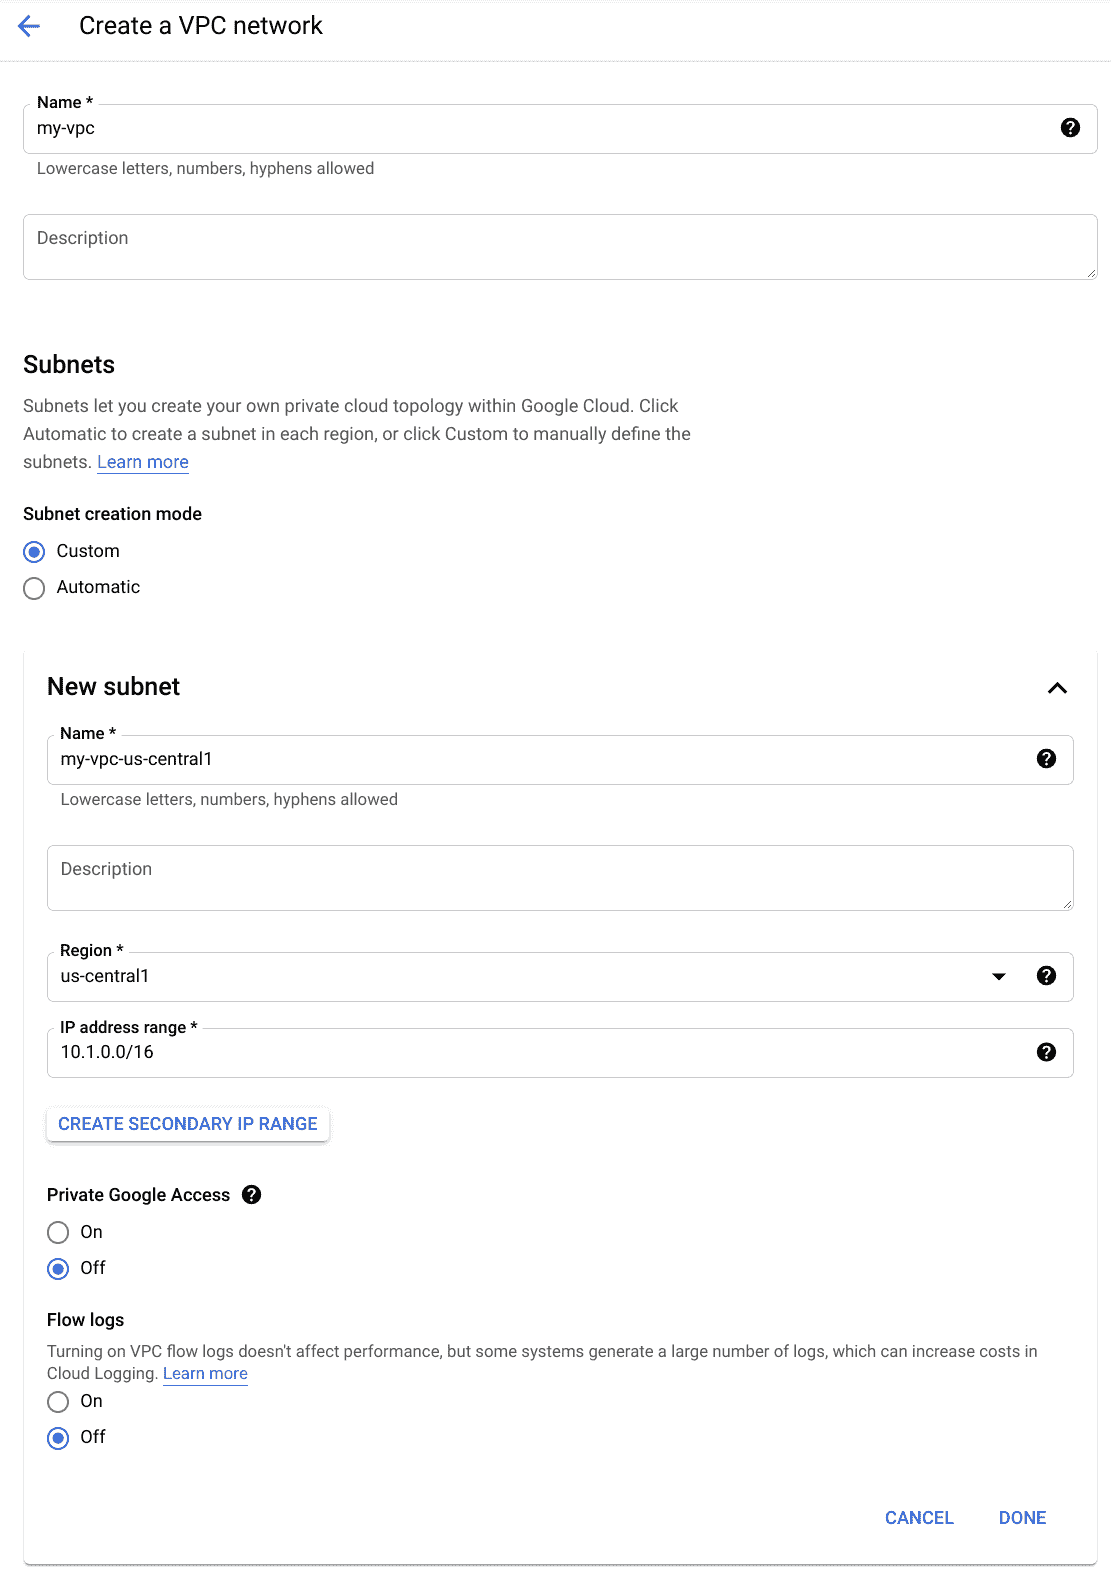 Create a VPC network
Name *
my-vpc
Lowercase letters, numbers, hyphens allowed
Description
Subnets
Subnets let you create your own private cloud topology within Google Cloud. Click
Automatic to create a subnet in each region, or click Custom to manually define the
subnets. Learn more
Subnet creation mode
Custom
Automatic
New subnet
Name *
my-vpc-us-central1
Lowercase letters, numbers, hyphens allowed
Description
Region *
us-central1
IP address range *
10.1.0.0/16
CREATE SECONDARY IP RANGE
Private Google Access
On
Off
Flow logs
Turning on VPC flow logs doesn't affect performance, but some systems generate a large number of logs, which can increase costs in
Cloud Logging. Learn more
On
Off
CANCEL DONE